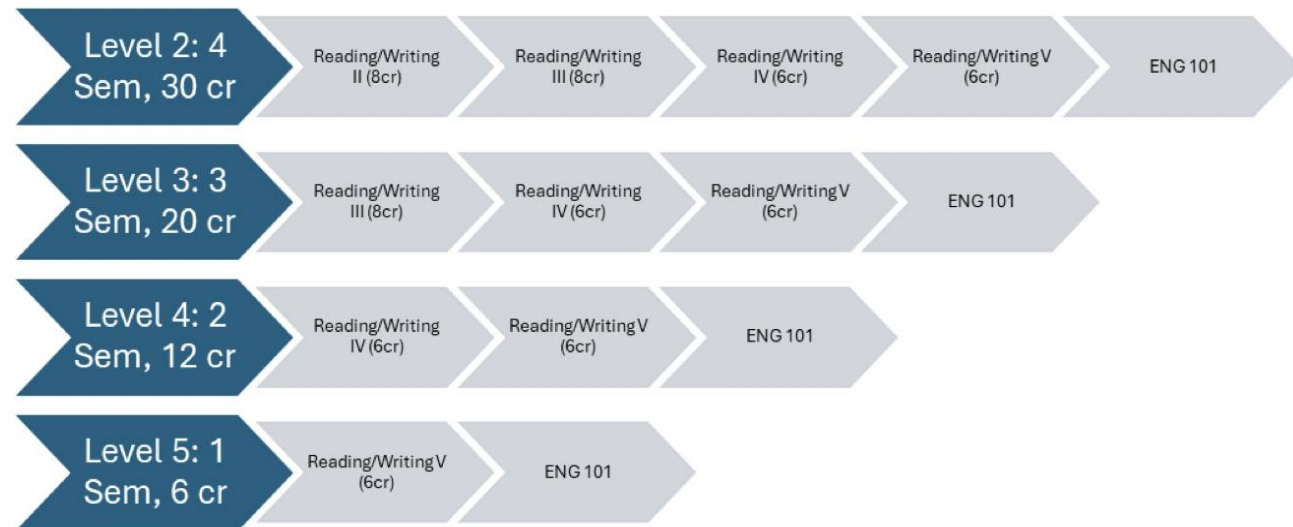 Level 2: 4
Sem, 30 cr
Reading/Writing
II (8cr)
Reading/Writing
III (8cr)
Reading/Writing
IV (6cr)
Reading/Writing V
(6cr)
ENG 101
Level 3: 3
Sem, 20 cr
Reading/Writing
III (8cr)
Reading/Writing
IV (6cr)
Reading/Writing V
(6cr)
ENG 101
Level 4: 2
Sem, 12 cr
Reading/Writing
IV (6cr)
Reading/Writing V
(6cr)
ENG 101
Level 5: 1
Sem, 6 cr
Reading/Writing V
(6cr)
ENG 101